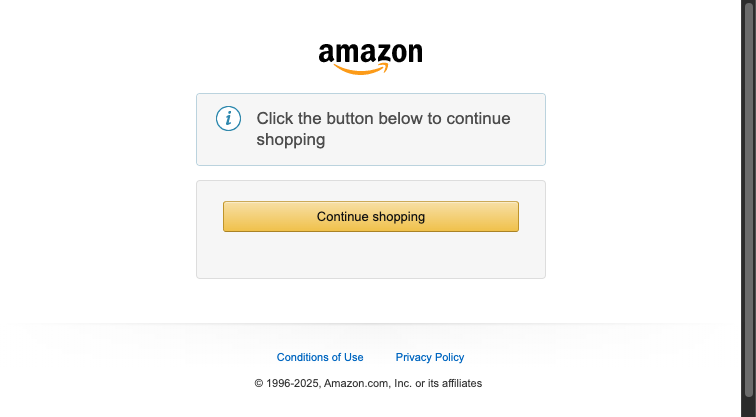 amazon
Click the button below to continue
shopping
Continue shopping
Conditions of Use Privacy Policy
© 1996-2025, Amazon.com, Inc. or its affiliates